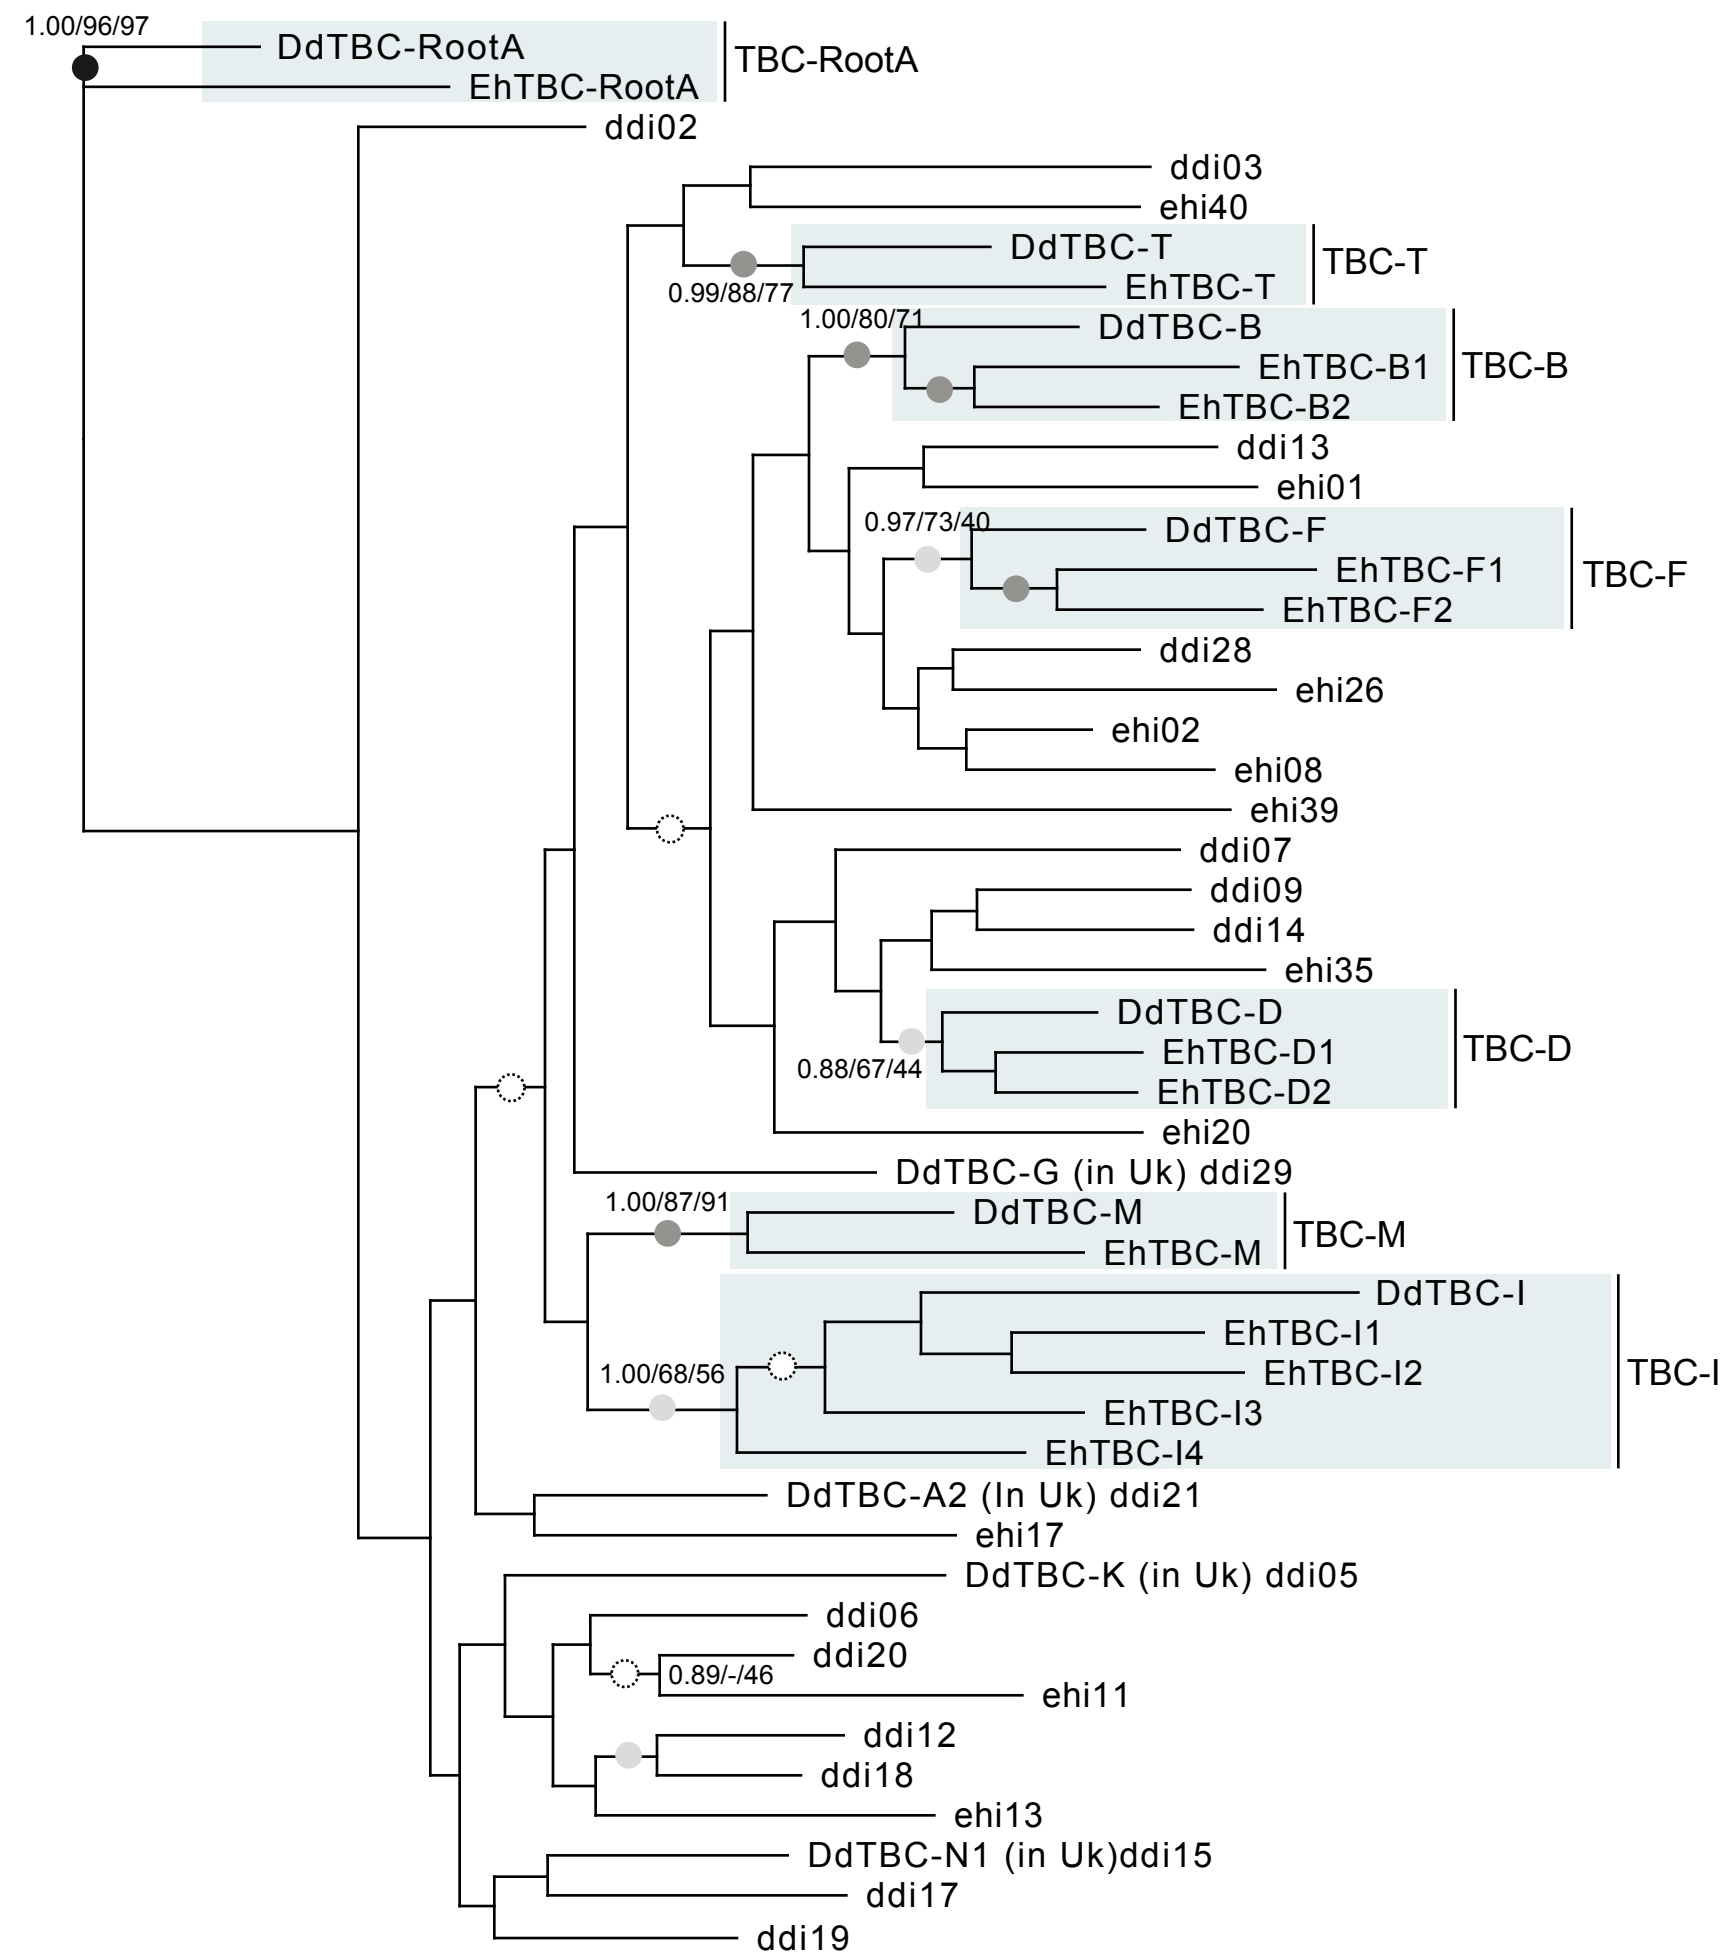 1.00/96/97
DdTBC-RootA
EhTBC-RootA
TBC-RootA
ddi02
ddi03
ehi40
DdTBC-T
EhTBC-T
TBC-T
0.99/88/77
1.00/80/71
DdTBC-B
EhTBC-B1
EhTBC-B2
TBC-B
ddi13
ehi01
0.97/73/40
DdTBC-F
EhTBC-F1
EhTBC-F2
TBC-F
ddi28
ehi26
ehi02
ehi08
ehi39
ddi07
ddi09
ddi14
ehi35
DdTBC-D
EhTBC-D1
EhTBC-D2
TBC-D
0.88/67/44
ehi20
DdTBC-G (in Uk) ddi29
1.00/87/91
DdTBC-M
EhTBC-M
TBC-M
DdTBC-I
EhTBC-I1
EhTBC-I2
EhTBC-I3
EhTBC-I4
TBC-I
1.00/68/56
DdTBC-A2 (In Uk) ddi21
ehi17
DdTBC-K (in Uk) ddi05
ddi06
ddi20
0.89/-/46
ehi11
ddi12
ddi18
ehi13
DdTBC-N1 (in Uk)ddi15
ddi17
ddi19